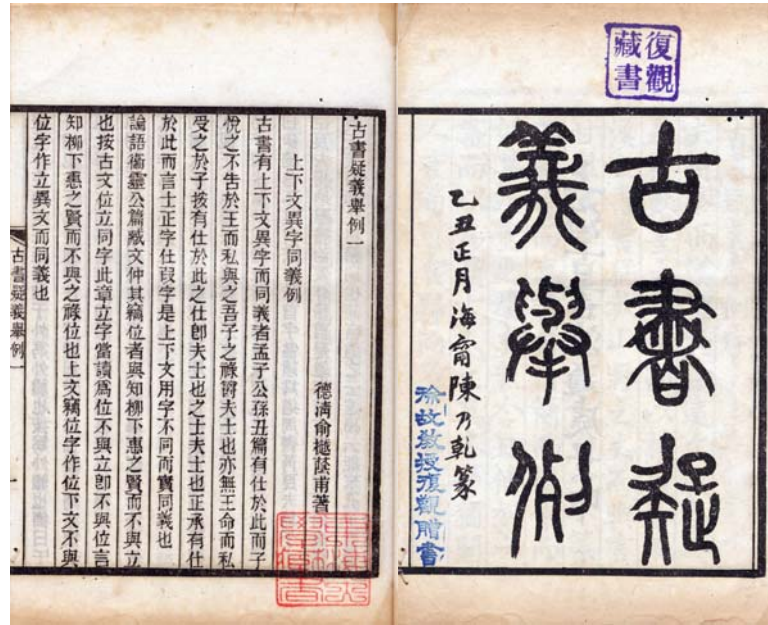 復觀
藏書
古書疑
義舉例
乙丑正月海甯陳乃乾篆
徐故教授復觀贈書
古書疑義舉例一
德清俞樾蔭甫著
上下文異字同義例
古書有上下文異字而同義者孟子公孫丑篇有仕於此而子
悅之不告於王而私與之吾子之祿爵夫士也亦無王命而私
受之於子按有仕於此之仕卽夫士也之士夫士也正承有仕
於此而言士正字仕叚字是上下文用字不同而實同義也
論語衞靈公篇臧文仲其竊位者與知柳下惠之賢而不與立
也按古文位立同字此章立字當讀爲位不與立卽不與位言
知柳下惠之賢而不與之祿位也上文竊位字作位下文不與
位字作立異文而同義也
古書疑義舉例一
一